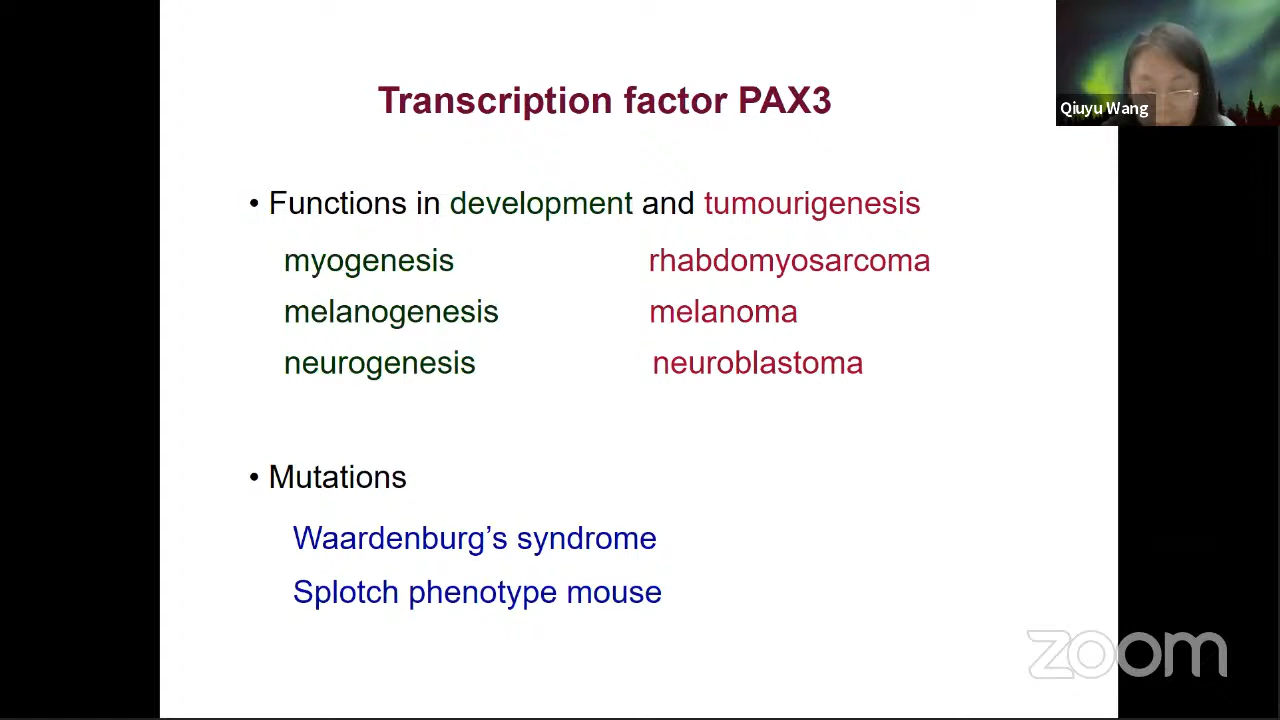 Transcription factor PAX3
Qiuyu Wang
• Functions in development and tumourigenesis
myogenesis rhabdomyosarcoma
melanogenesis melanoma
neurogenesis neuroblastoma
• Mutations
Waardenburg’s syndrome
Splotch phenotype mouse
zoom